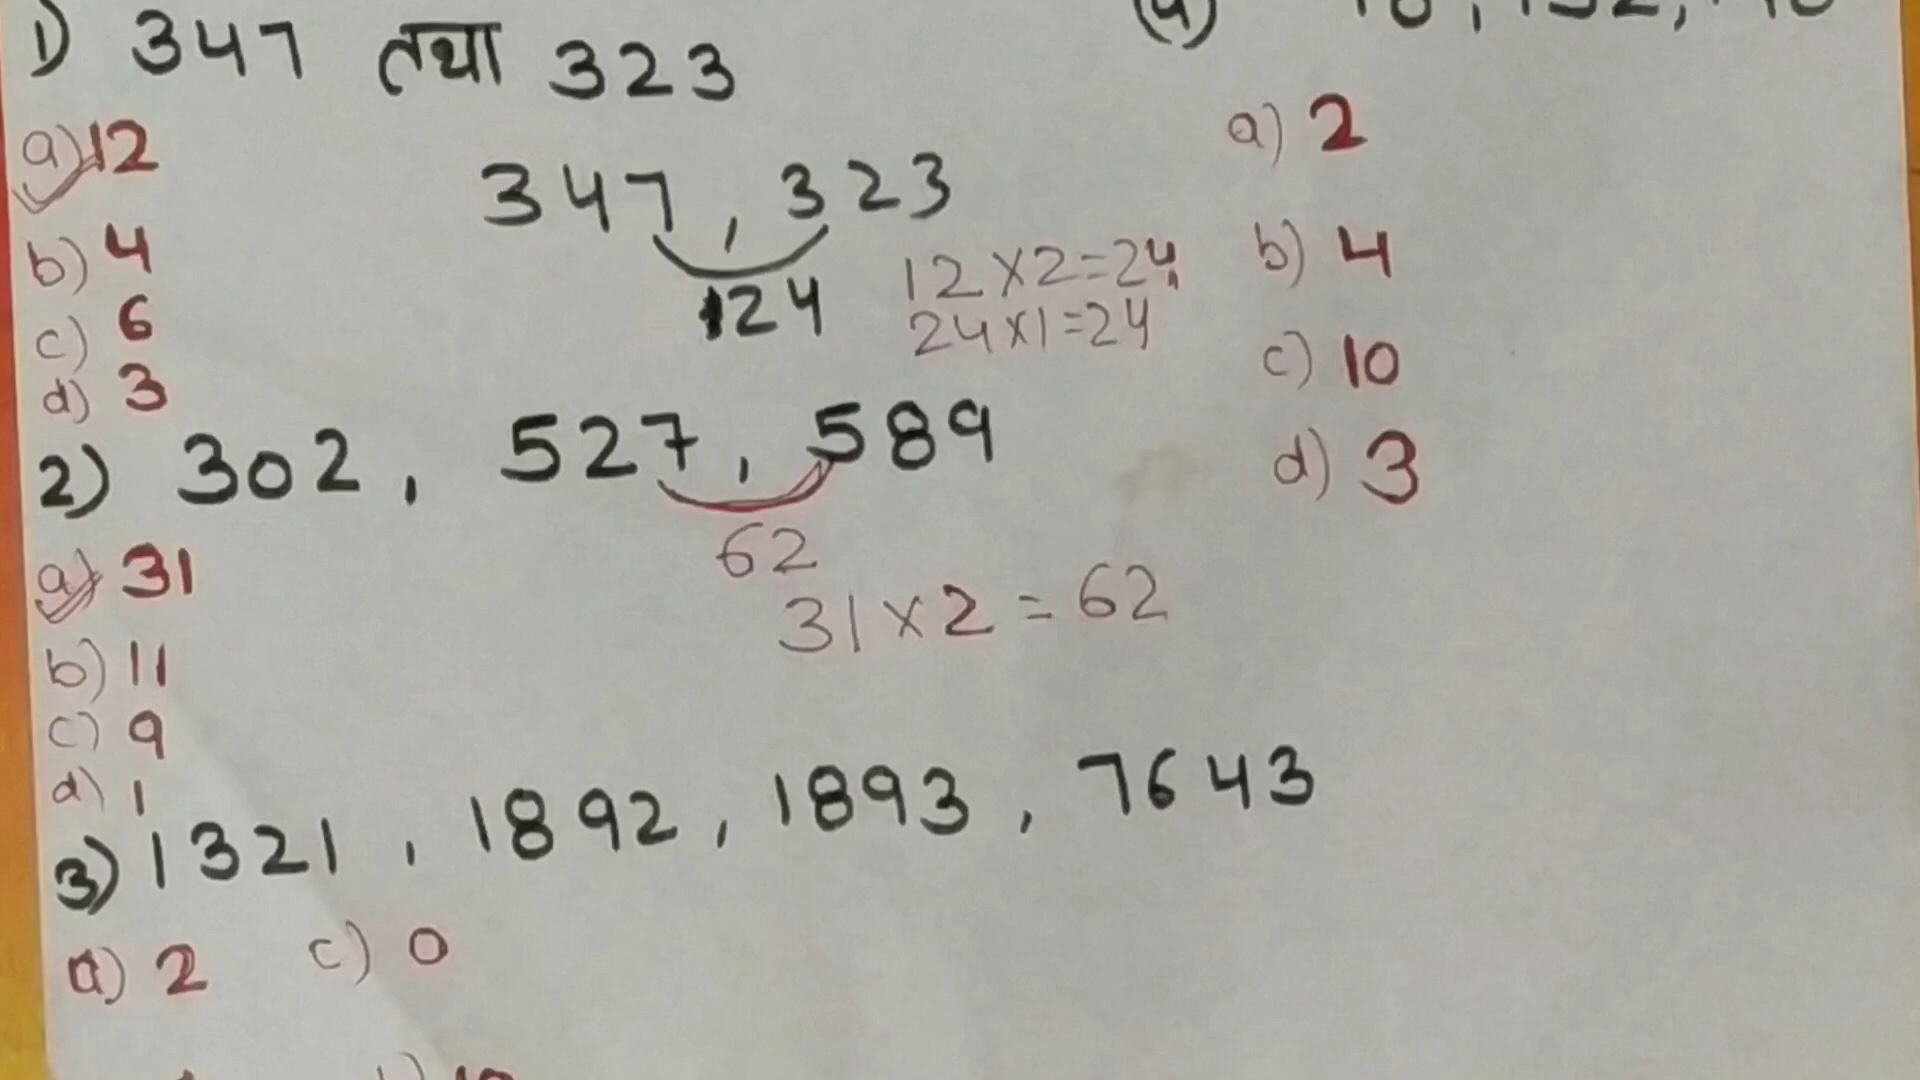 1) 347 तथा 323
a) 12
b) 4
c) 6
d) 3
347, 323
124
12 x 2 = 24
24 x 1 = 24
2) 302, 527, 589
a) 31
b) 11
c) 9
d) 1
62
31 x 2 = 62
3) 1321, 1892, 1893, 7643
a) 2 c) 0
a) 2
b) 4
c) 10
d) 3